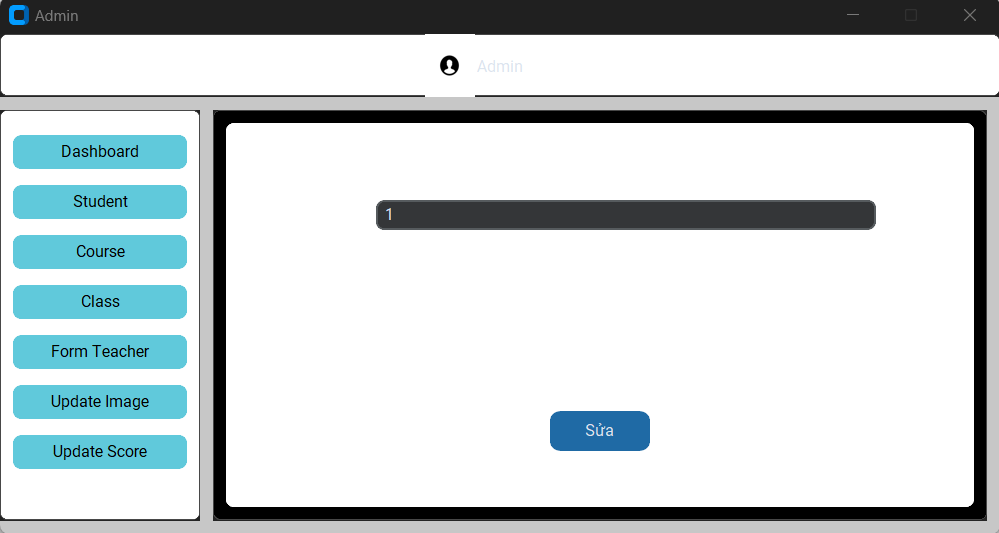 Admin
Admin
Dashboard
Student
Course
Class
Form Teacher
Update Image
Update Score
1
Sửa